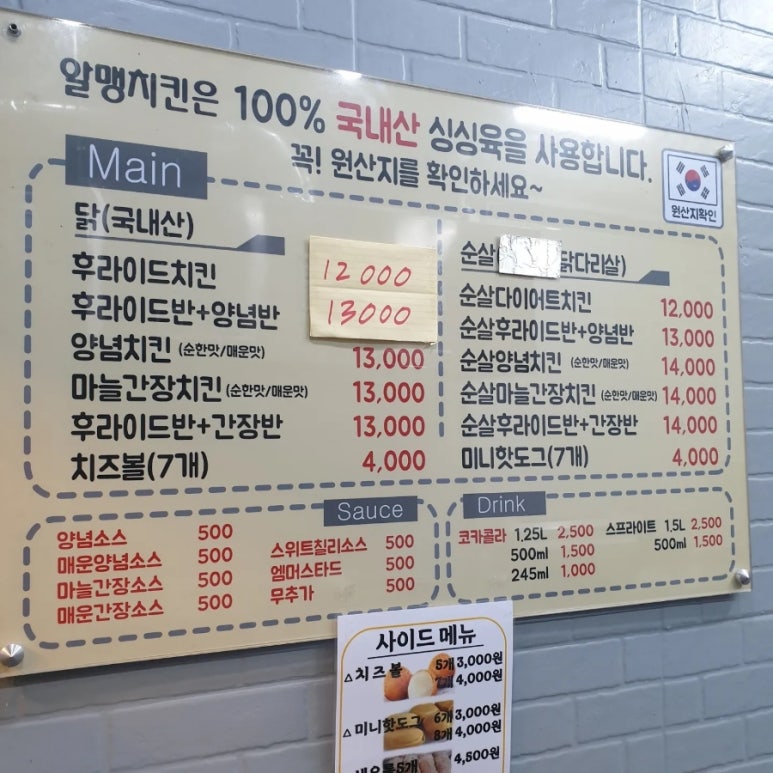 알맹치킨은 100% 국내산 싱싱육을 사용합니다.
꼭! 원산지를 확인하세요~
원산지확인
Main
닭(국내산)
후라이드치킨 12000
후라이드반+양념반 13000
양념치킨 (순한맛/매운맛) 13,000
마늘간장치킨 (순한맛/매운맛) 13,000
후라이드반+간장반 13,000
치즈볼(7개) 4,000
순살 닭다리살)
순살다이어트치킨 12,000
순살후라이드반+양념반 13,000
순살양념치킨 (순한맛/매운맛) 14,000
순살마늘간장치킨 (순한맛/매운맛) 14,000
순살후라이드반+간장반 14,000
미니핫도그(7개) 4,000
Sauce
양념소스 500
매운양념소스 500
마늘간장소스 500
매운간장소스 500
스위트칠리소스 500
엠머스타드 500
무추가 500
Drink
코카콜라 1.25L 2,500
500ml 1,500
245ml 1,000
스프라이트 1.5L 2,500
500ml 1,500
사이드 메뉴
△치즈볼 5개 3,000원
4,000원
△미니핫도그 6개 3,000원
8개 4,000원
5개 4,500원